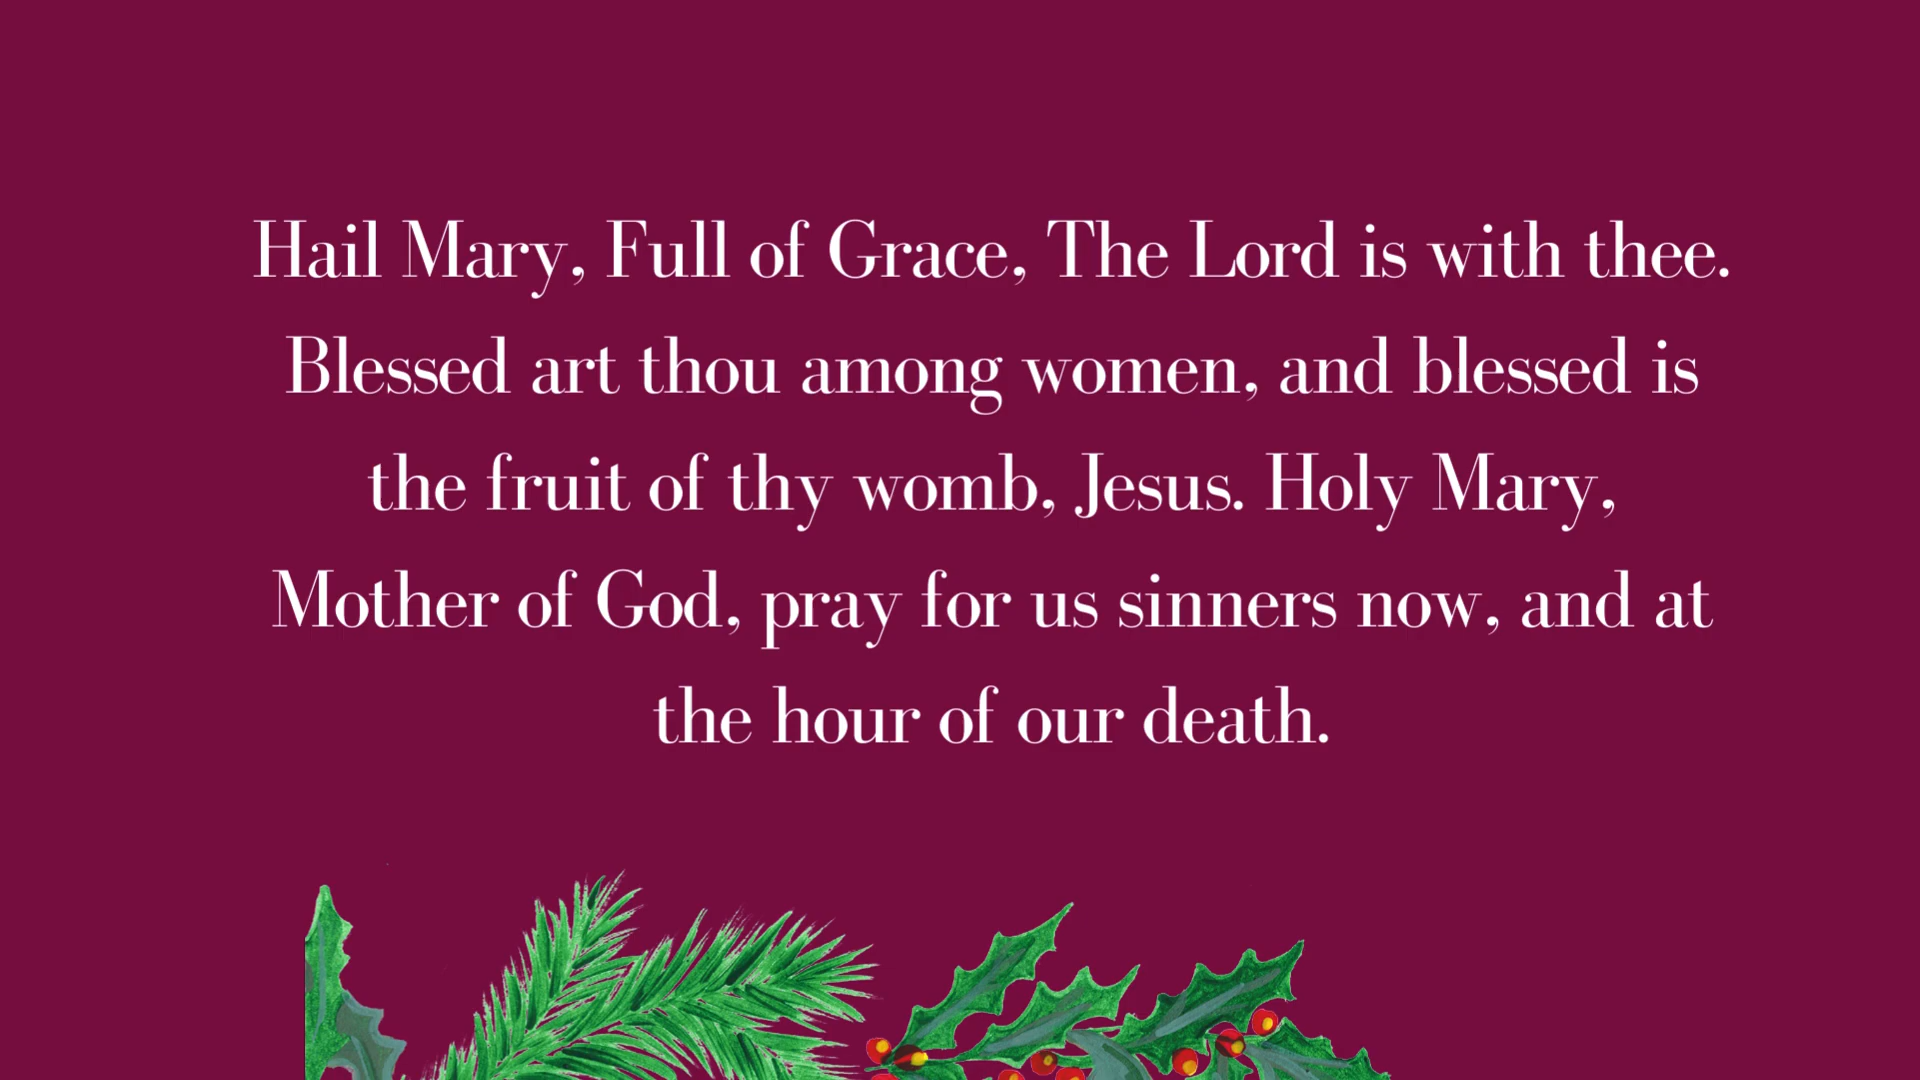 Hail Mary, Full of Grace, The Lord is with thee.
Blessed art thou among women, and blessed is
the fruit of thy womb, Jesus. Holy Mary,
Mother of God, pray for us sinners now, and at
the hour of our death.